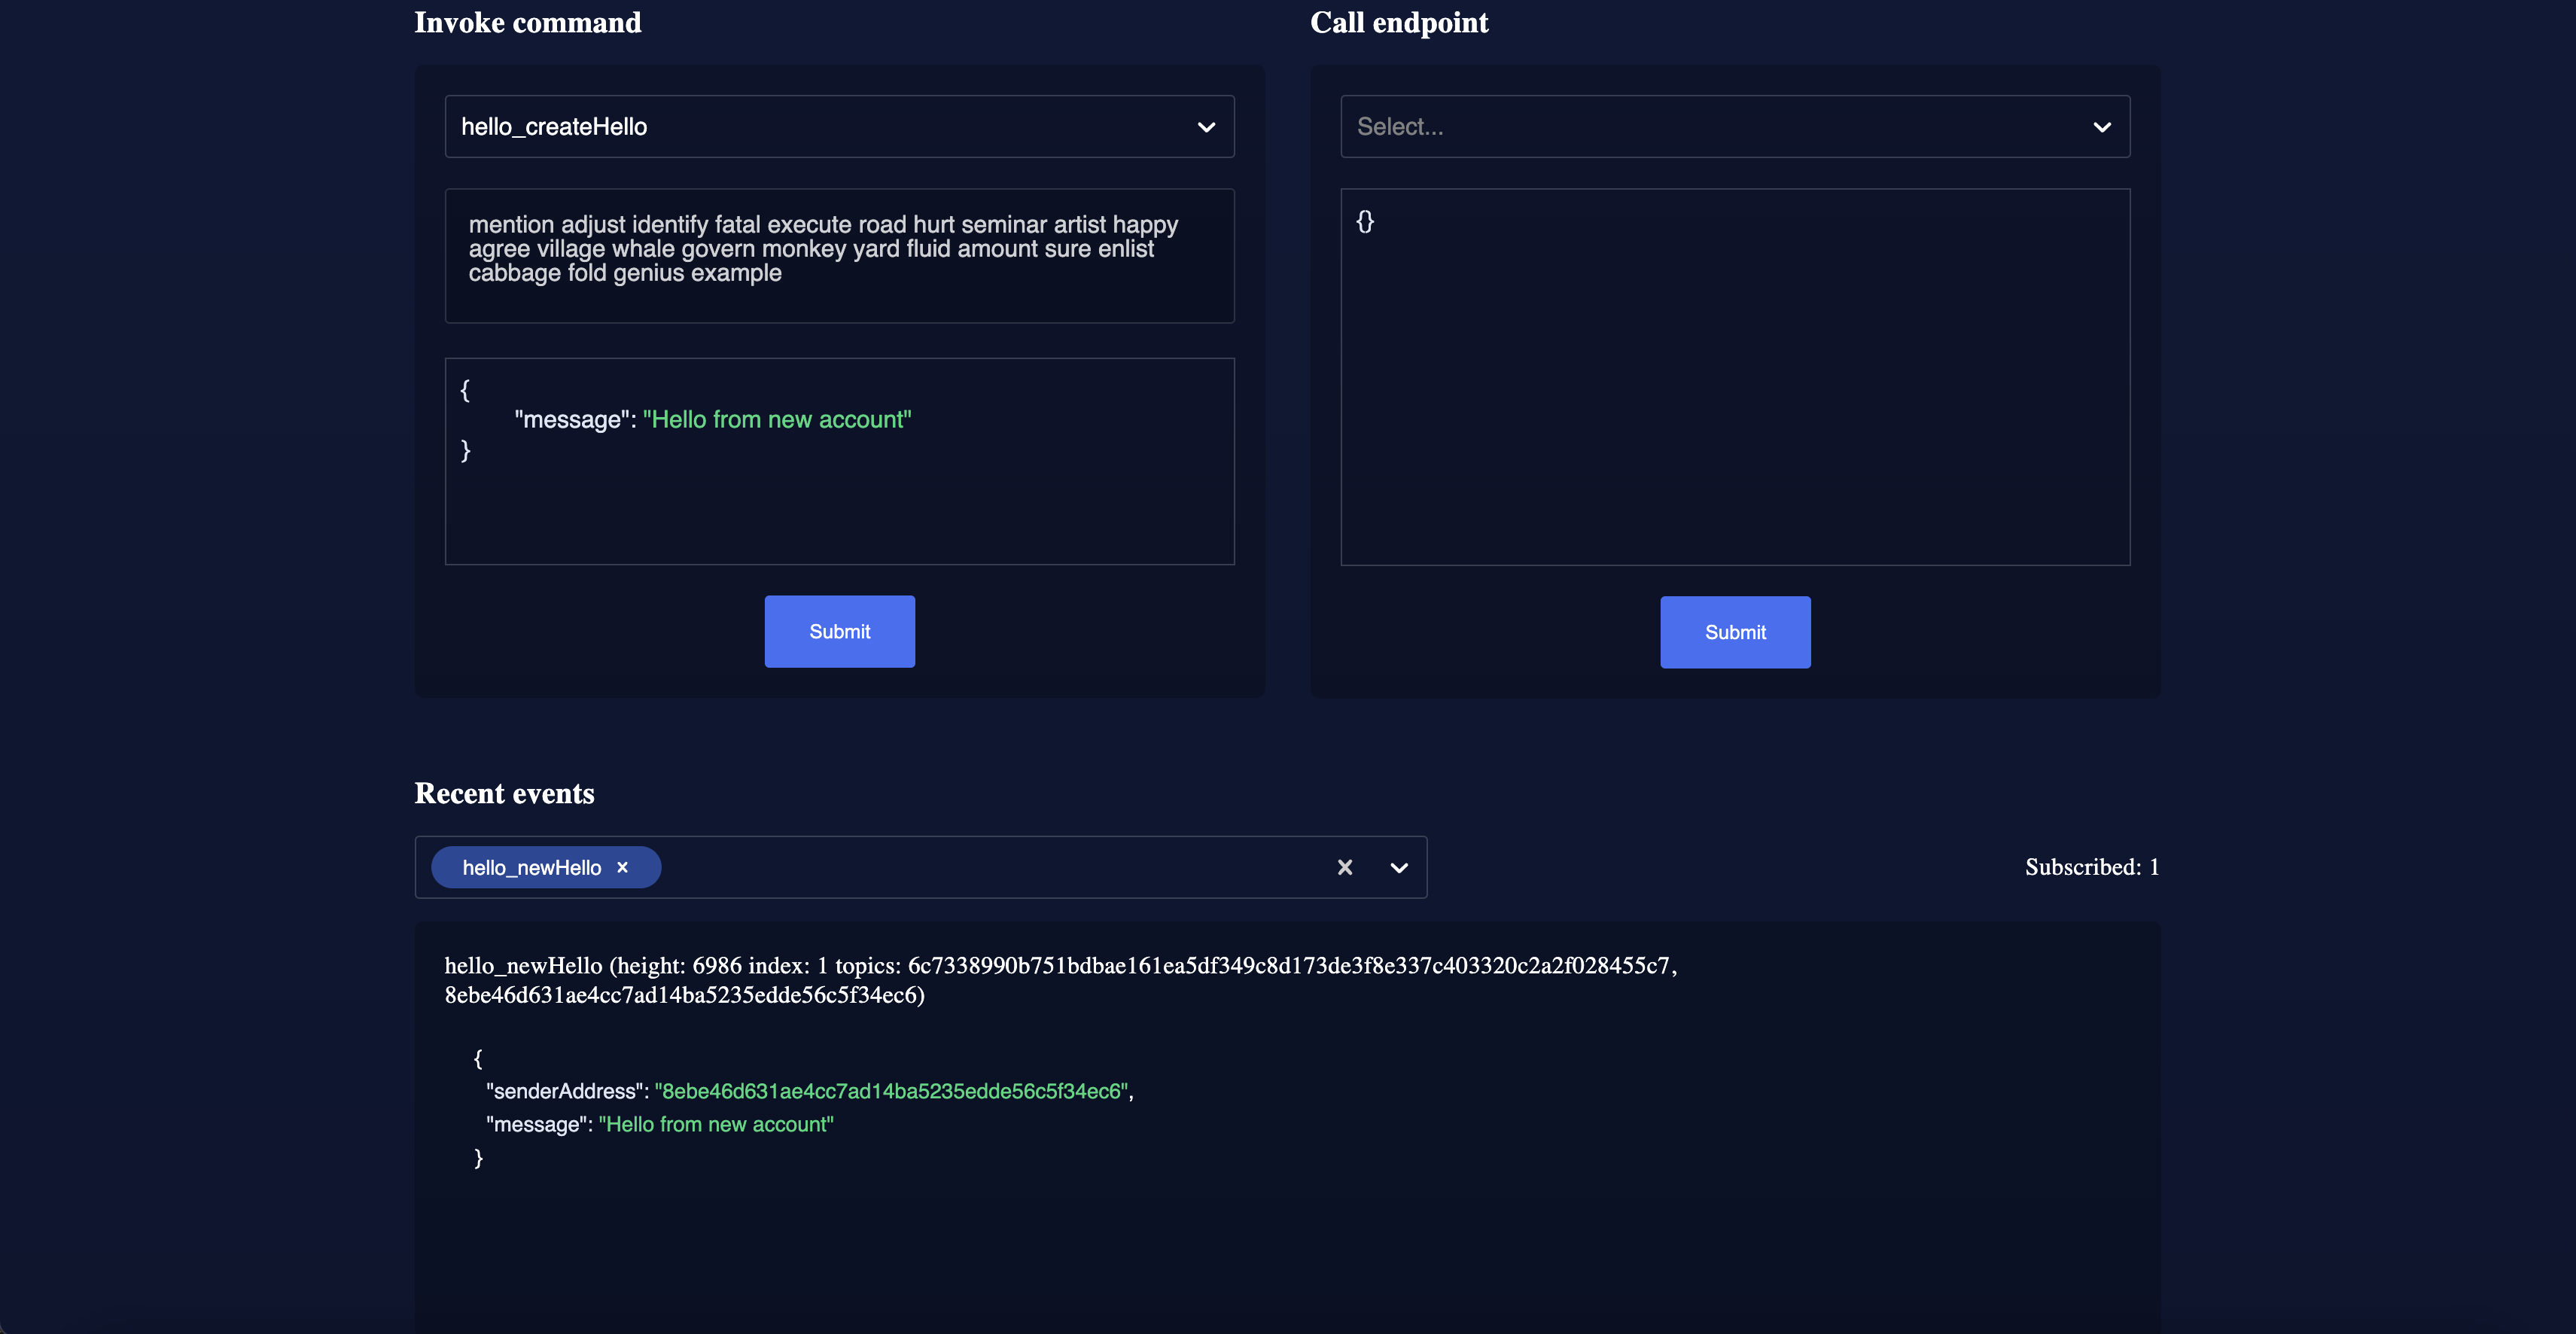 Invoke command
hello_createHello
mention adjust identify fatal execute road hurt seminar artist happy
agree village whale govern monkey yard fluid amount sure enlist
cabbage fold genius example
{
"message": "Hello from new account"
}
Submit
Call endpoint
Select...
{}
Submit
Recent events
hello_newHello ×
Subscribed: 1
hello_newHello (height: 6986 index: 1 topics: 6c7338990b751bdbae161ea5df349c8d173de3f8e337c403320c2a2f028455c7,
8ebe46d631ae4cc7ad14ba5235edde56c5f34ec6)
{
"senderAddress": "8ebe46d631ae4cc7ad14ba5235edde56c5f34ec6",
"message": "Hello from new account"
}